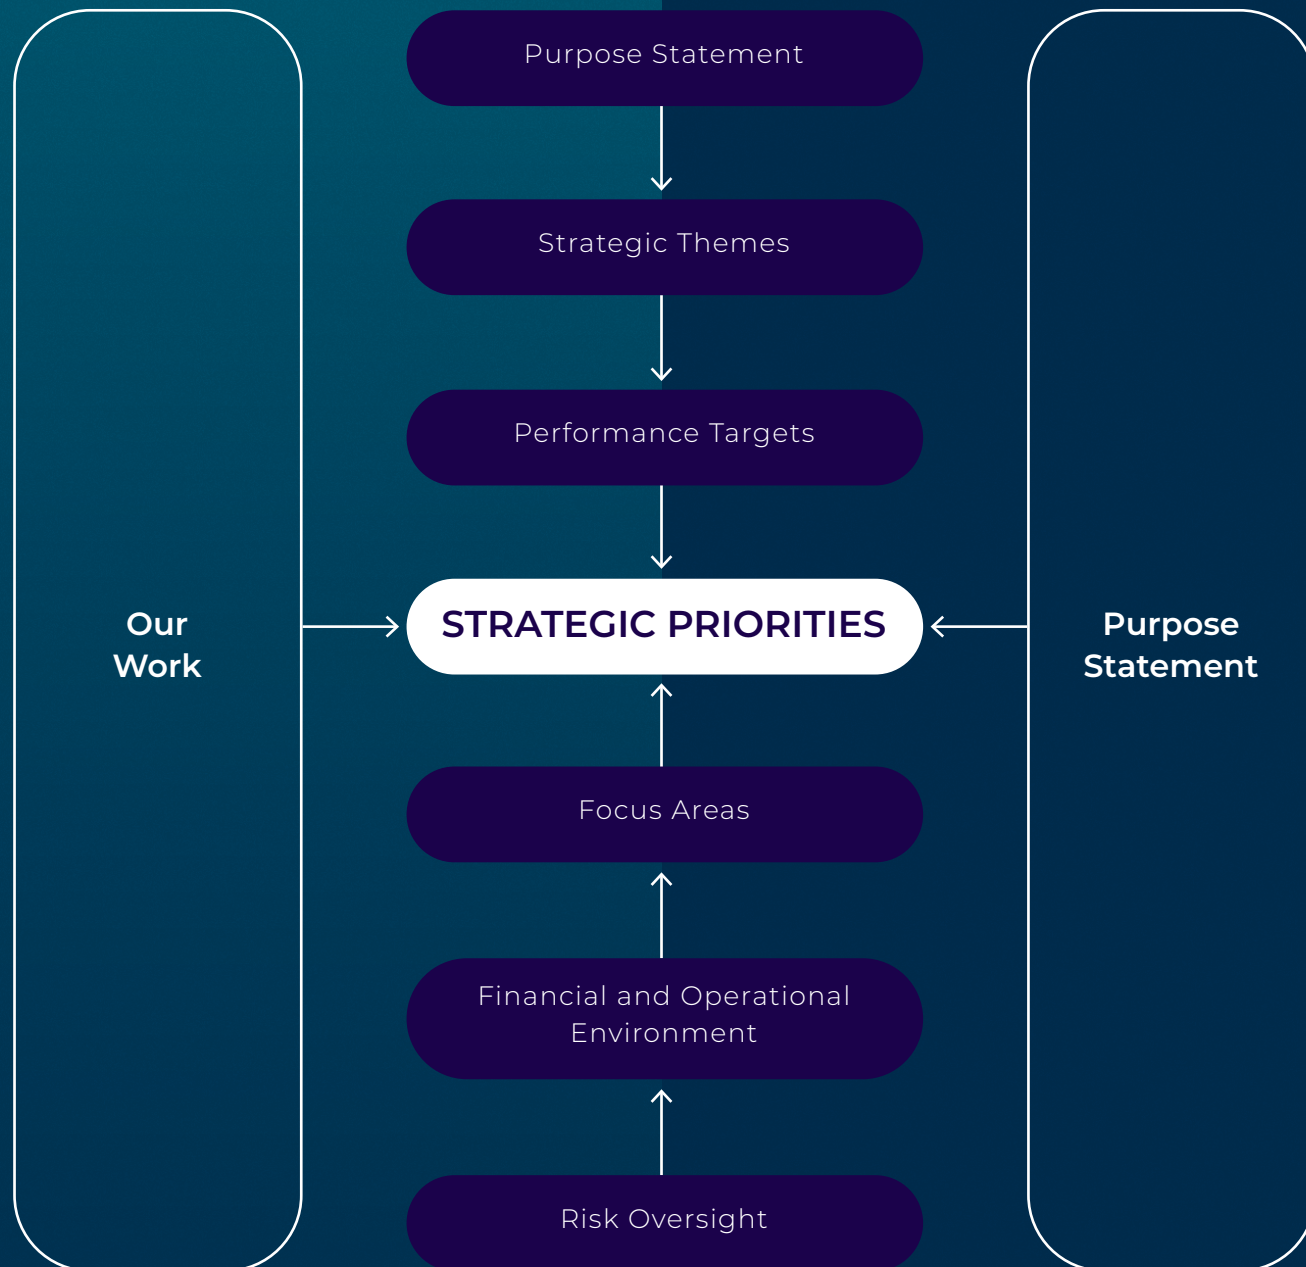 Purpose Statement
Strategic Themes
Performance Targets
Our
Work
STRATEGIC PRIORITIES
Purpose
Statement
Focus Areas
Financial and Operational
Environment
Risk Oversight